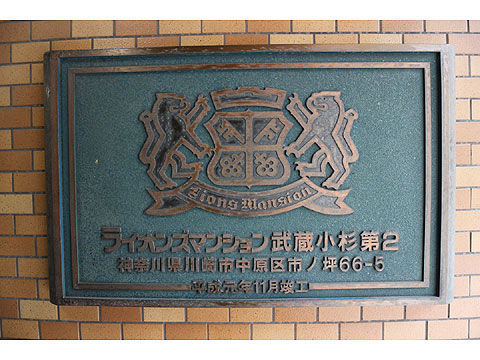 Lions Mansion
ライオンズマンション武蔵小杉第2
神奈川県川崎市中原区市ノ坪66-5
平成元年11月竣工